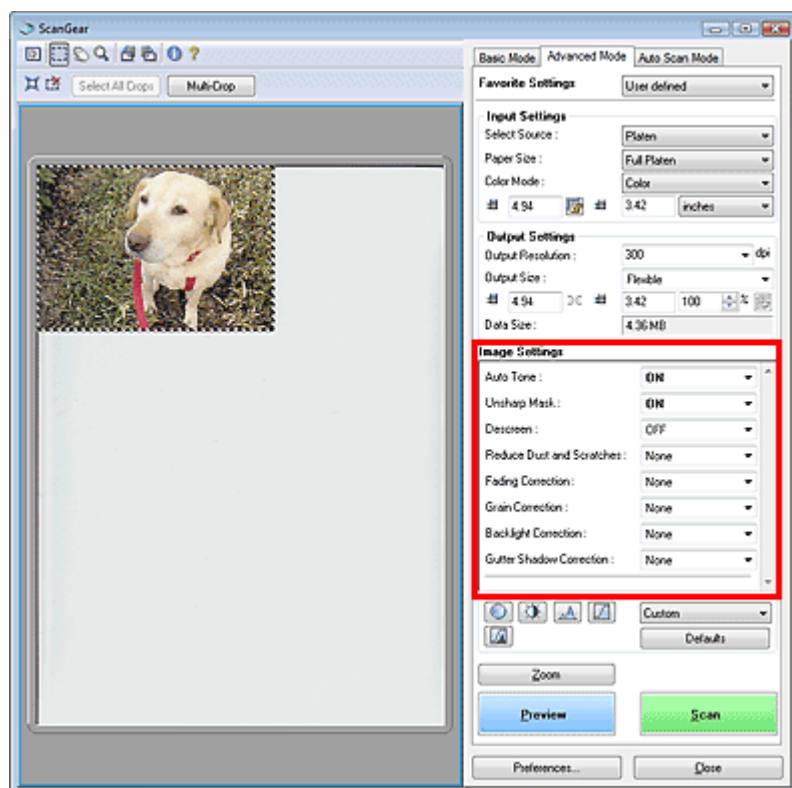 ScanGear
Select All Crops Multi-Crop
Basic Mode Advanced Mode Auto Scan Mode
Favorite Settings User defined
Input Settings
Select Source : Platen
Paper Size : Full Platen
Color Mode : Color
4.94 3.42 inches
Output Settings
Output Resolution : 300 dpi
Output Size : Flexible
4.94 3.42 100 %
Data Size : 4.36 MB
Image Settings
Auto Tone : ON
Unsharp Mask : ON
Descreen : OFF
Reduce Dust and Scratches : None
Fading Correction : None
Grain Correction : None
Backlight Correction : None
Gutter Shadow Correction : None
Custom
Defaults
Zoom
Preview Scan
Preferences... Close